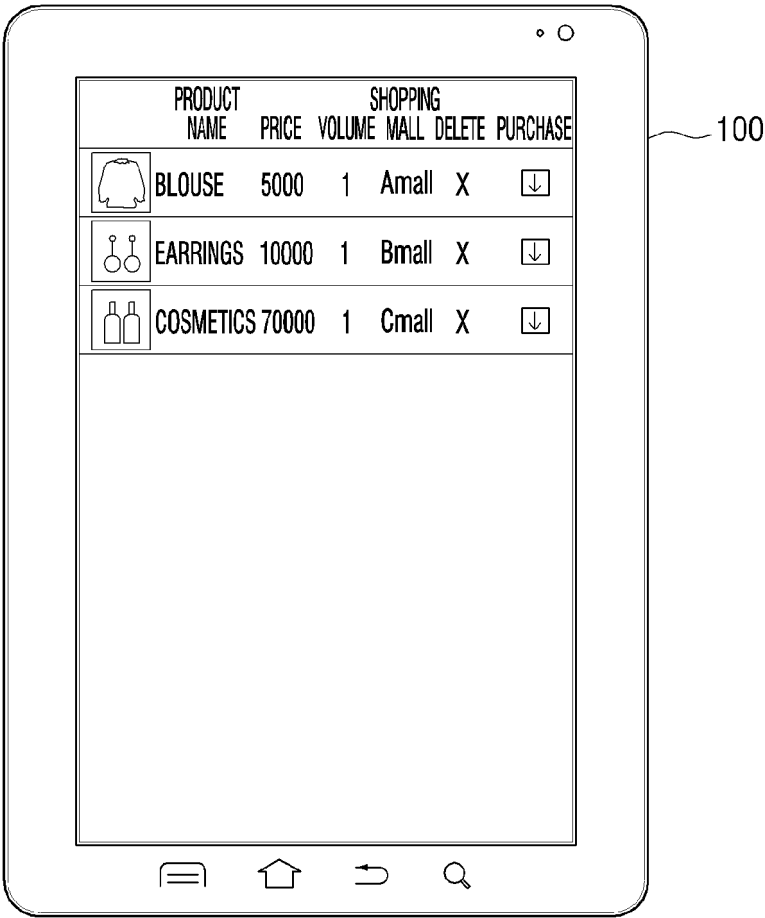 PRODUCT NAME PRICE VOLUME SHOPPING MALL DELETE PURCHASE
BLOUSE 5000 1 Amall X
EARRINGS 10000 1 Bmall X
COSMETICS 70000 1 Cmall X
100